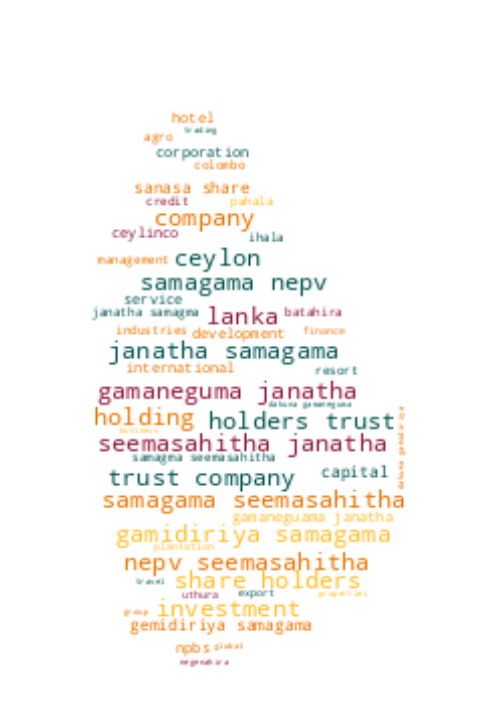 hotel
trading
agro
corporation
colombo
sanasa share
credit pahala
company
ceylinco
ihala
management ceylon
samagama nepv
service
janatha samagma lanka batahira
industries development finance
janatha samagama
international resort
gamaneguma janatha
dakuna gamaneguma
holding holders trust
dakuna gamidiriya
business
seemasahitha janatha
samagma seemasahitha
trust company capital
samagama seemasahitha
gamaneguama janatha
gamidiriya samagama
plantation
nepv seemasahitha
travel share holders
uthura export properties
group investment
gemidiriya samagama
npbs global
negenahira